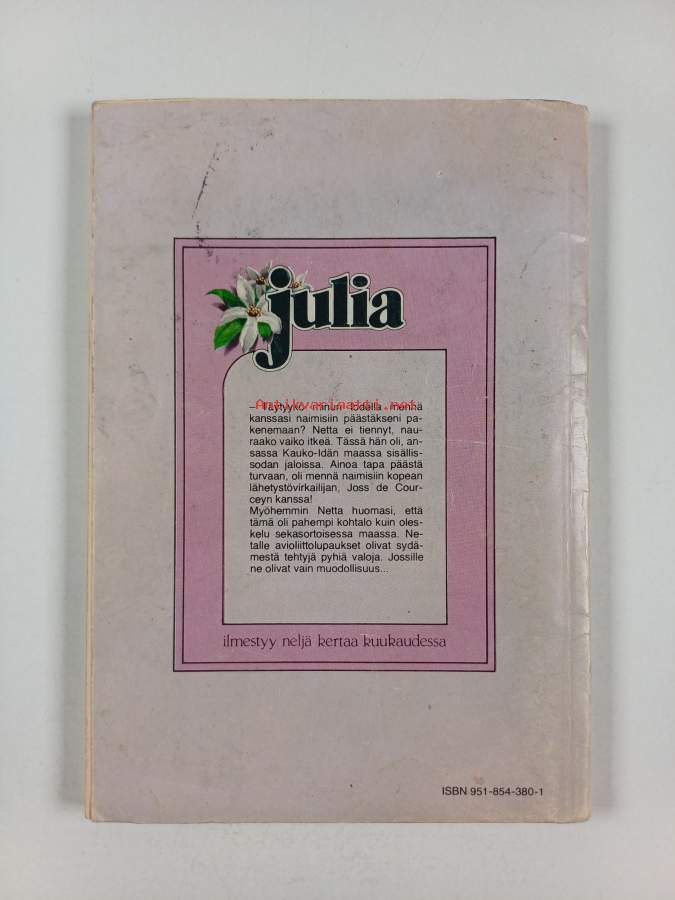 julia
Antikvariaatti.net
– Täytyykö minun todella mennä
kanssasi naimisiin päästäkseni pa-
kenemaan? Netta ei tiennyt, nau-
raako vaiko itkeä. Tässä hän oli, an-
sassa Kauko-Idän maassa sisällis-
sodan jaloissa. Ainoa tapa päästä
turvaan, oli mennä naimisiin kopean
lähetystövirkailijan, Joss de Cour-
ceyn kanssa!
Myöhemmin Netta huomasi, että
tämä oli pahempi kohtalo kuin oles-
kelu sekasortoisessa maassa. Ne-
talle avioliittolupaukset olivat sydä-
mestä tehtyjä pyhiä valoja. Jossille
ne olivat vain muodollisuus...
ilmestyy neljä kertaa kuukaudessa
ISBN 951-854-380-1